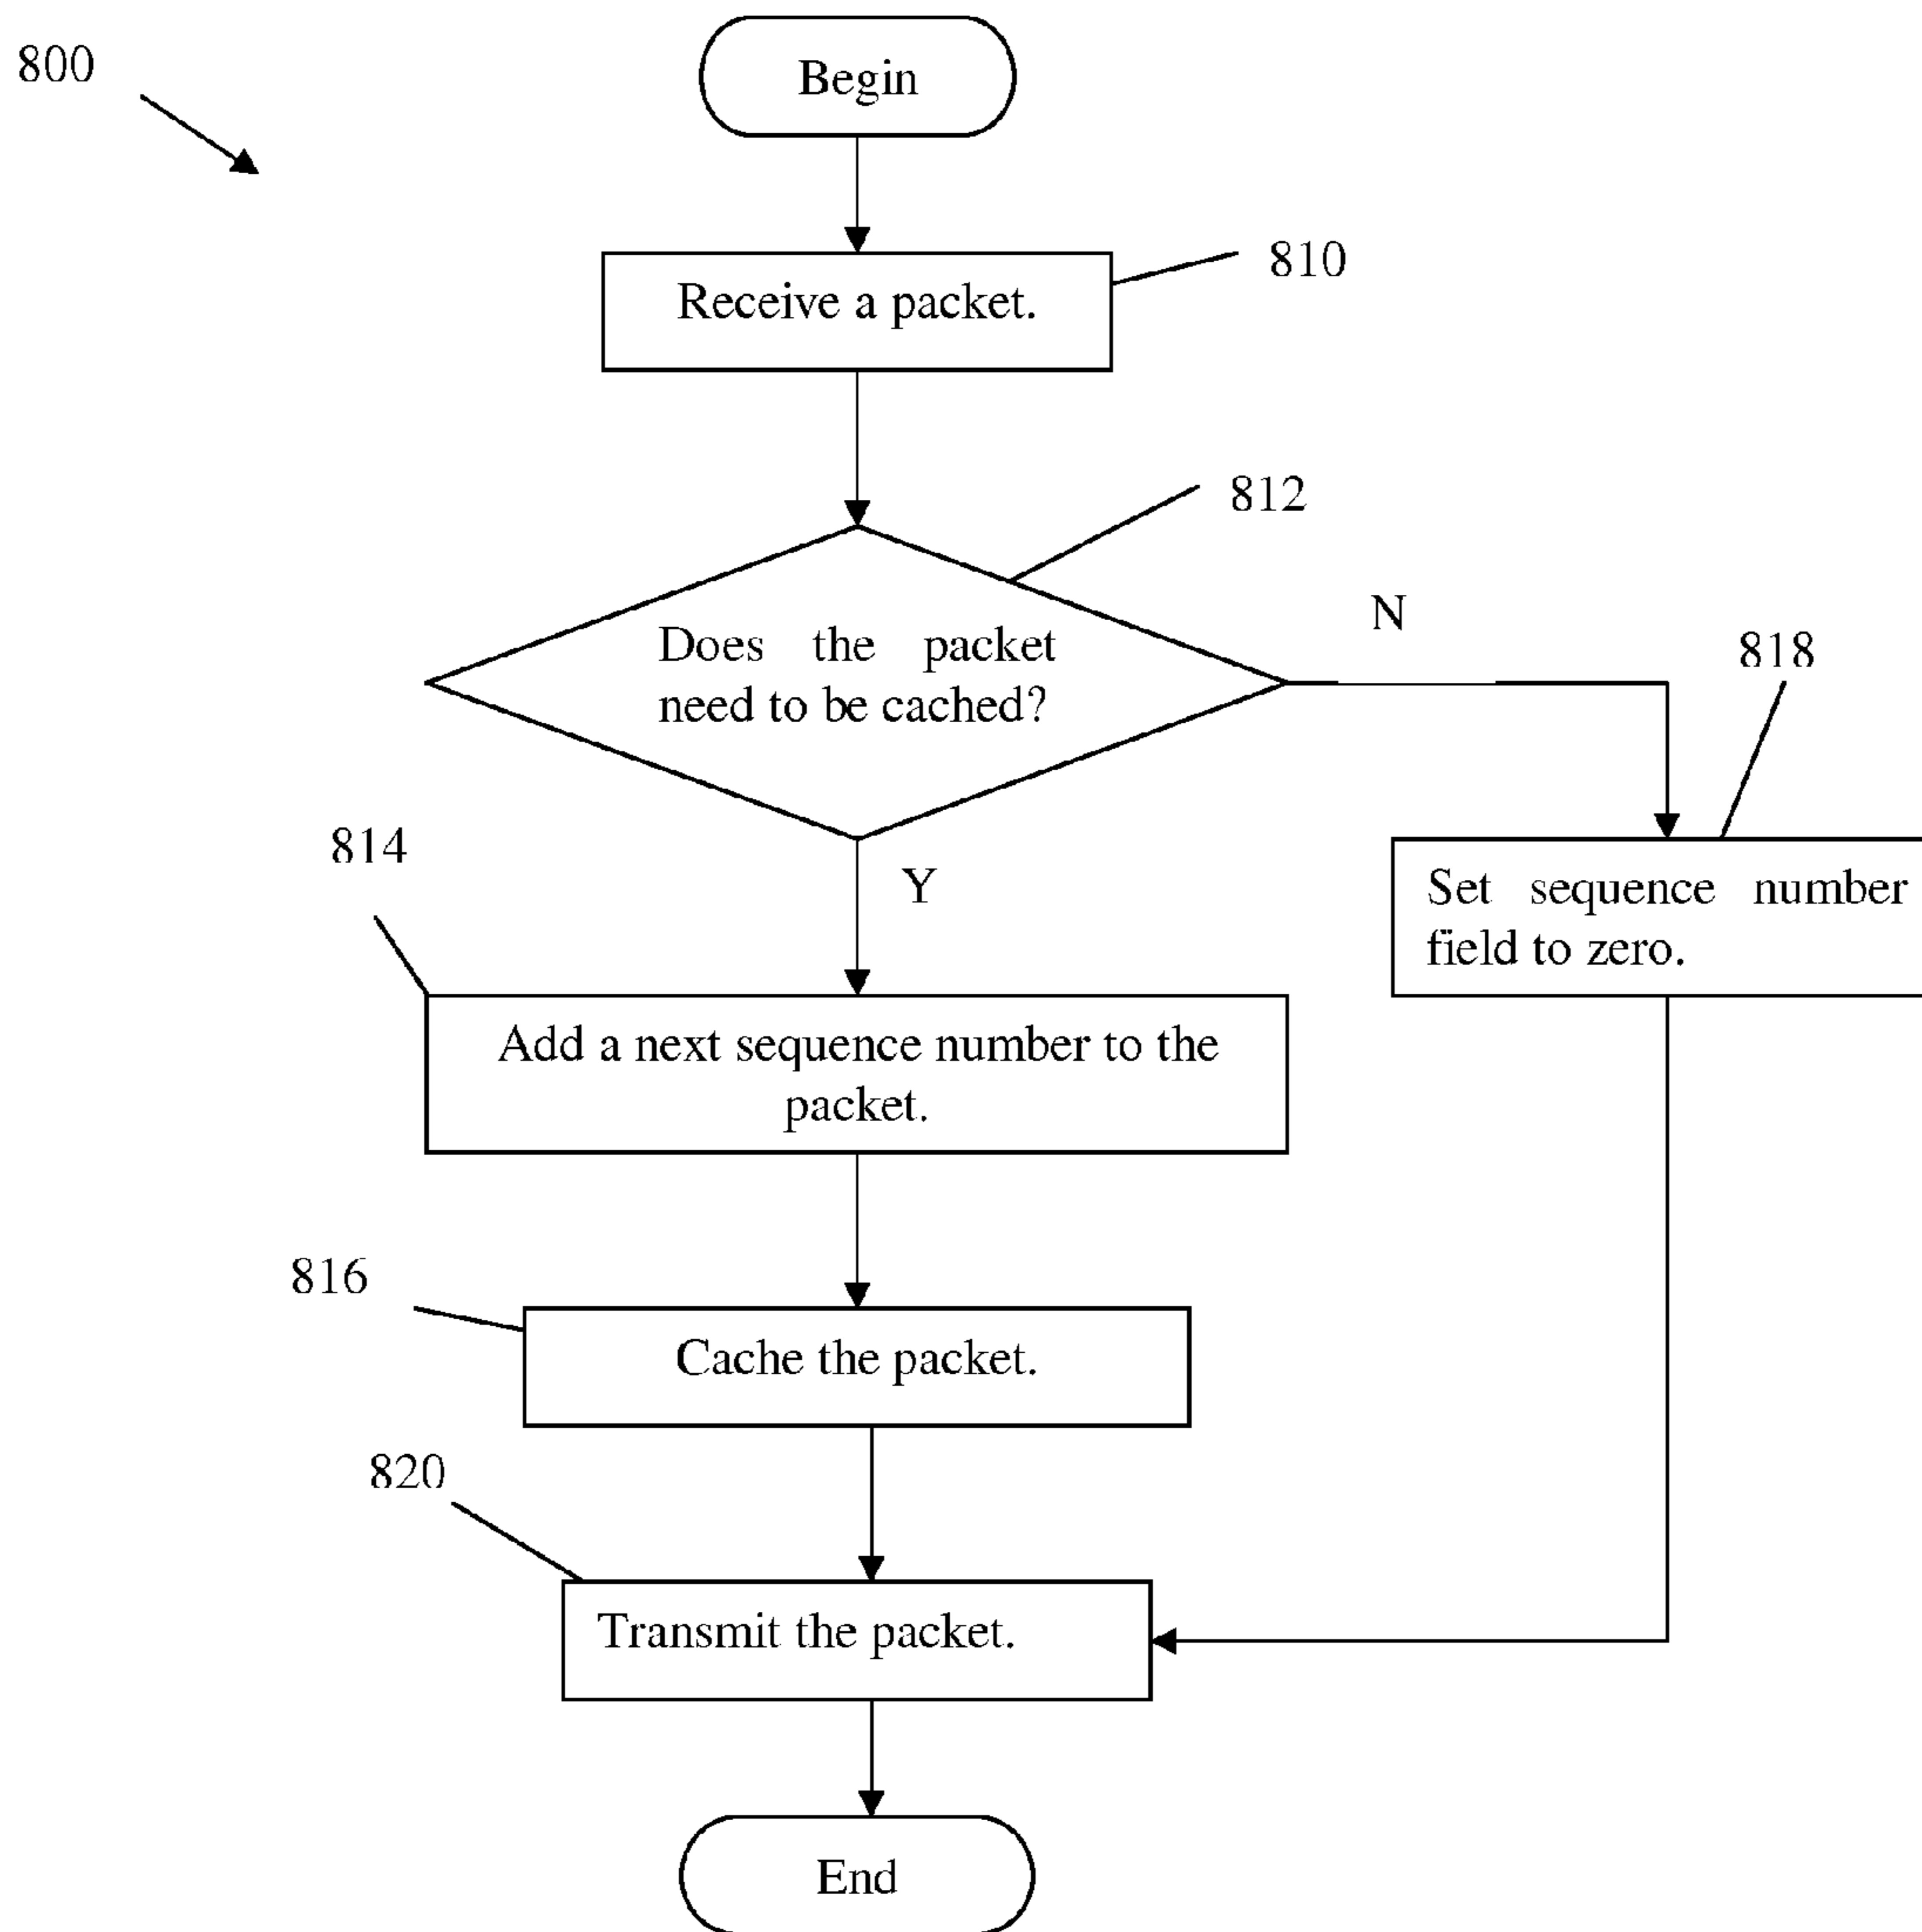 800
Begin
810
Receive a packet.
812
Does the packet
need to be cached?
N
818
814
Y
Set sequence number
field to zero.
Add a next sequence number to the
packet.
816
Cache the packet.
820
Transmit the packet.
End